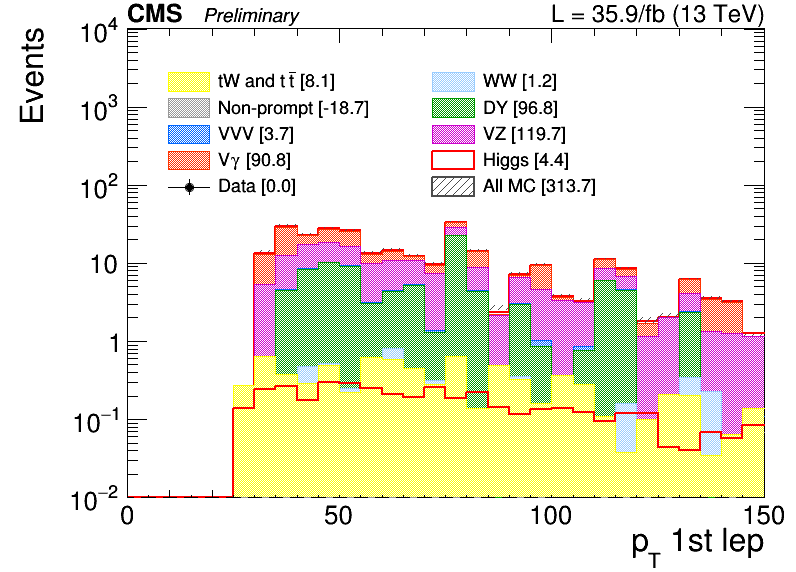 CMS Preliminary L = 35.9/fb (13 TeV)
Events
10⁴
10³
10²
10
1
10⁻¹
10⁻²
tW and tt̄ [8.1]
Non-prompt [-18.7]
VVV [3.7]
Vγ [90.8]
Data [0.0]
WW [1.2]
DY [96.8]
VZ [119.7]
Higgs [4.4]
All MC [313.7]
0 50 100 150
p_T 1st lep